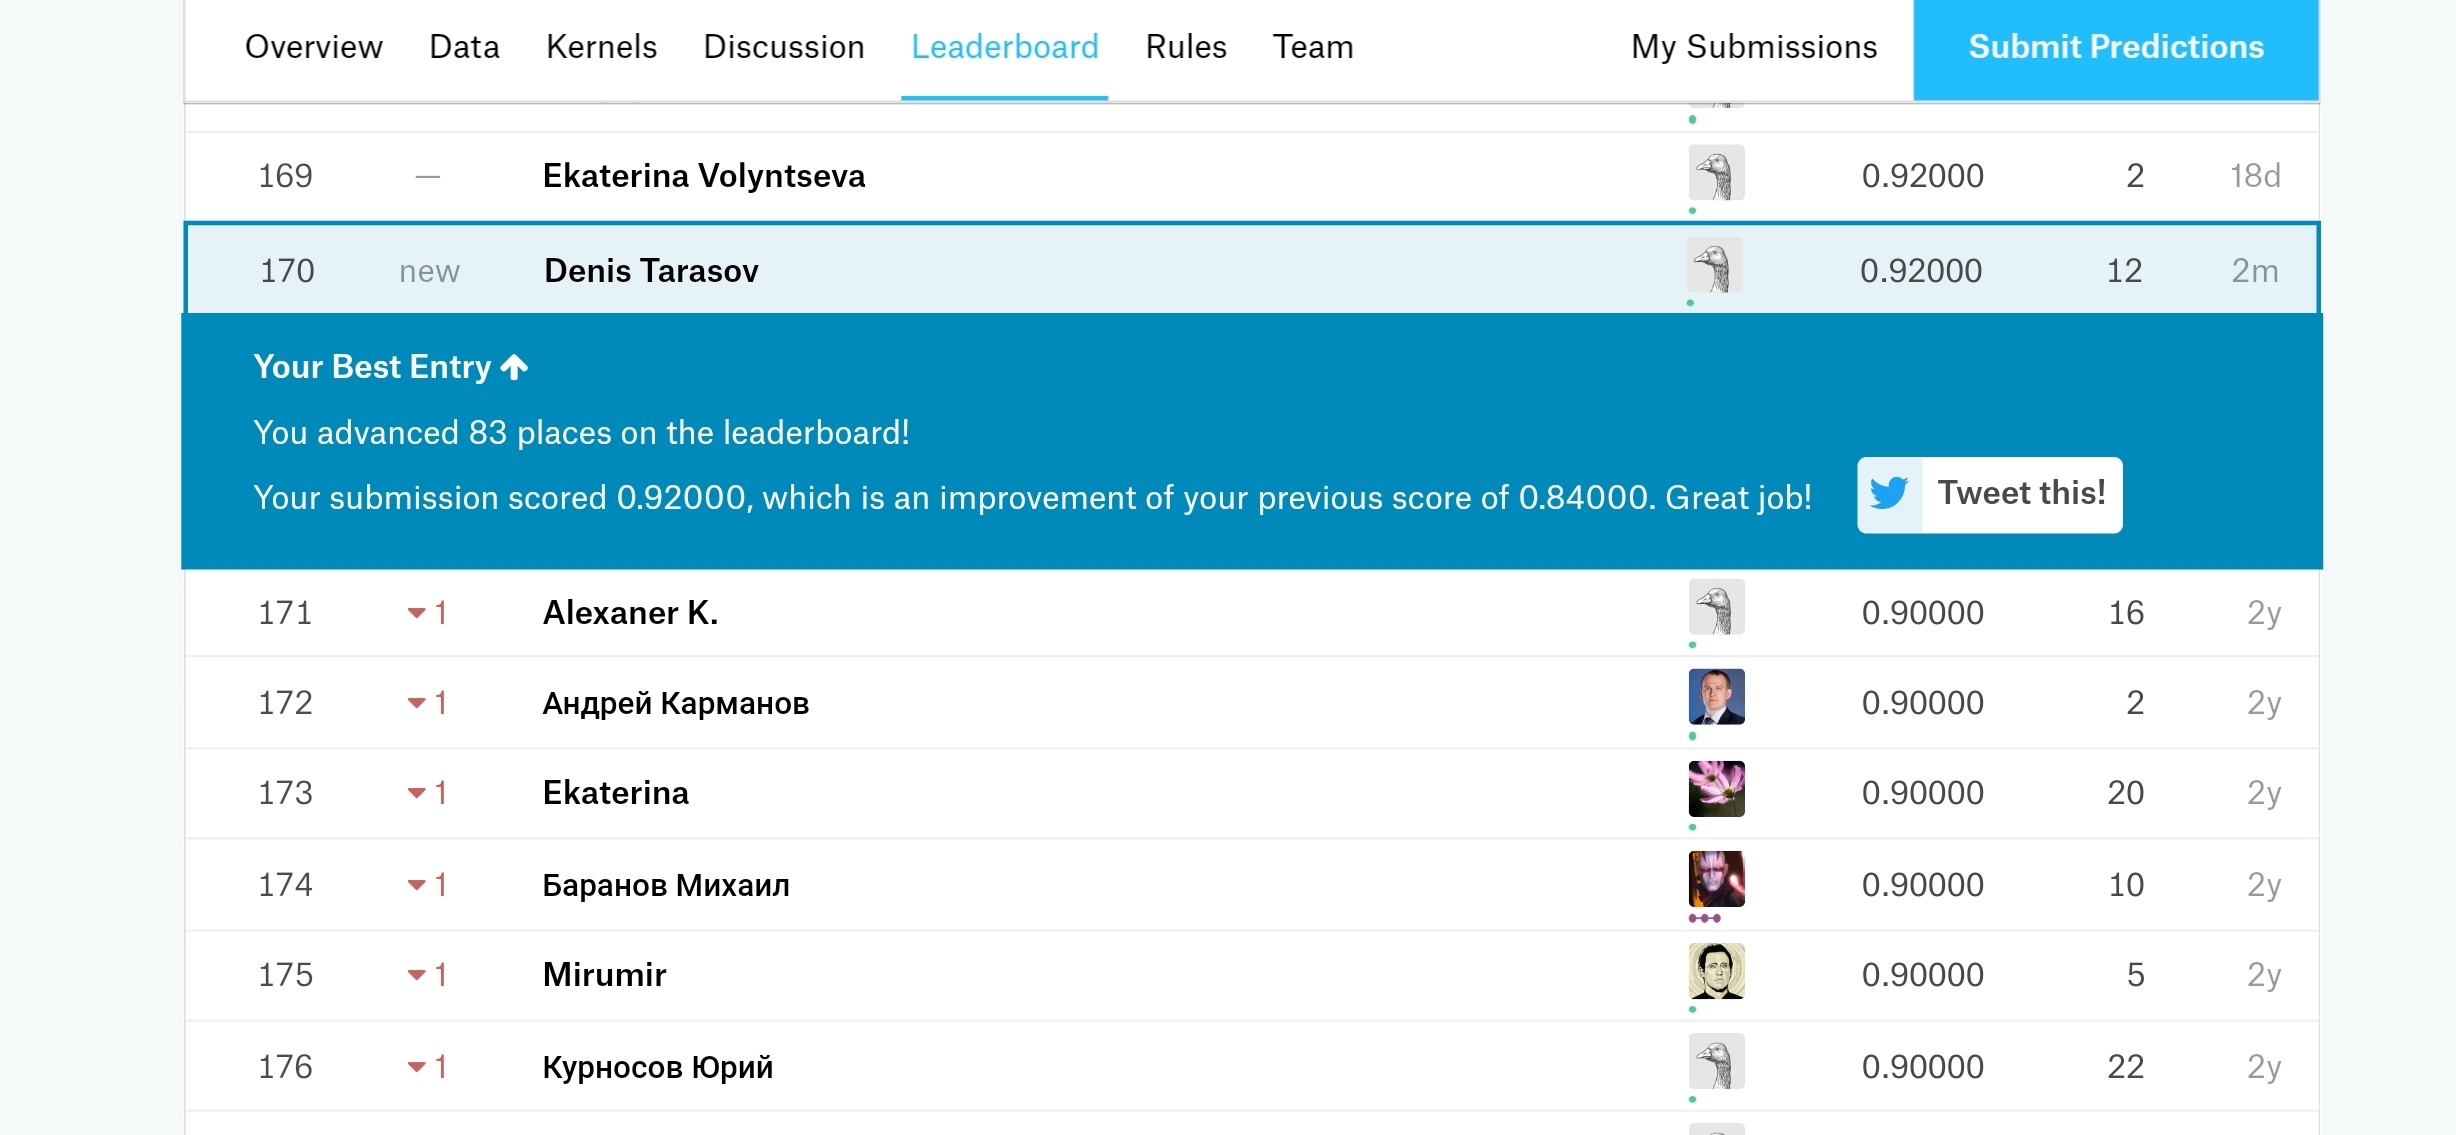 Overview Data Kernels Discussion Leaderboard Rules Team My Submissions Submit Predictions
169 — Ekaterina Volyntseva 0.92000 2 18d
170 new Denis Tarasov 0.92000 12 2m
Your Best Entry ↑
You advanced 83 places on the leaderboard!
Your submission scored 0.92000, which is an improvement of your previous score of 0.84000. Great job! Tweet this!
171 ▼1 Alexaner K. 0.90000 16 2y
172 ▼1 Андрей Карманов 0.90000 2 2y
173 ▼1 Ekaterina 0.90000 20 2y
174 ▼1 Баранов Михаил 0.90000 10 2y
175 ▼1 Mirumir 0.90000 5 2y
176 ▼1 Курносов Юрий 0.90000 22 2y